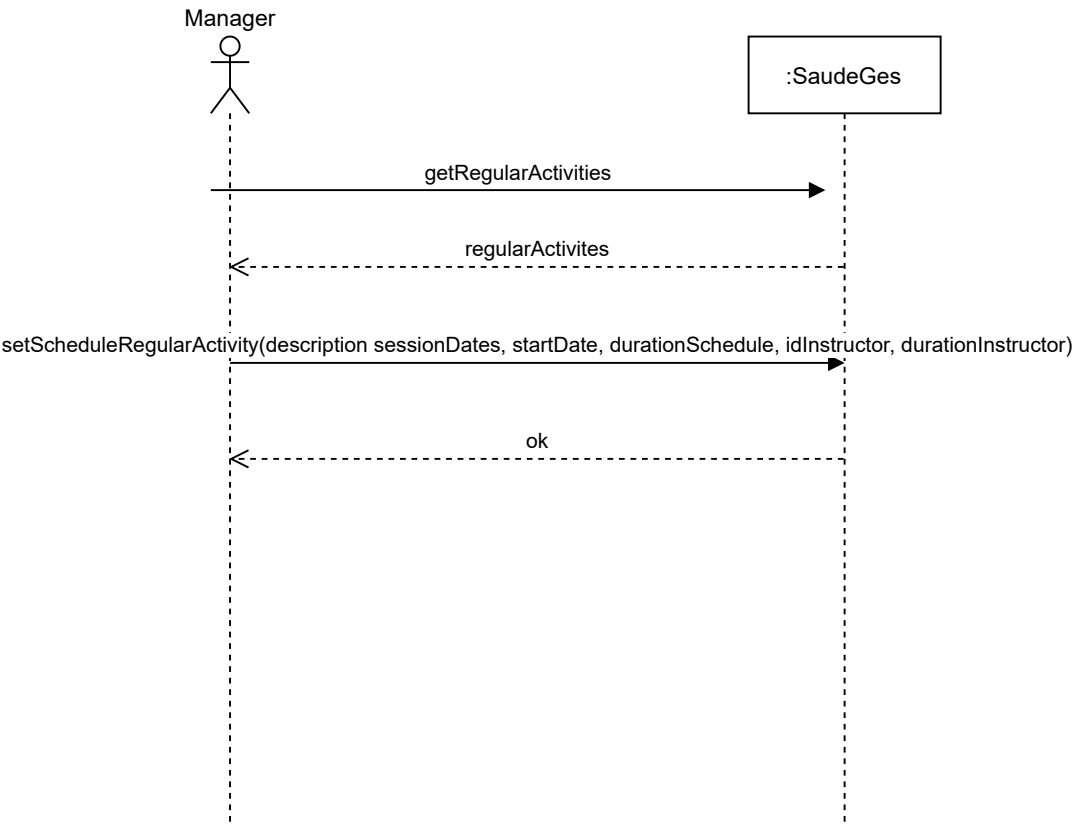 Manager
:SaudeGes
getRegularActivities
regularActivites
setScheduleRegularActivity(description sessionDates, startDate, durationSchedule, idInstructor, durationInstructor)
ok